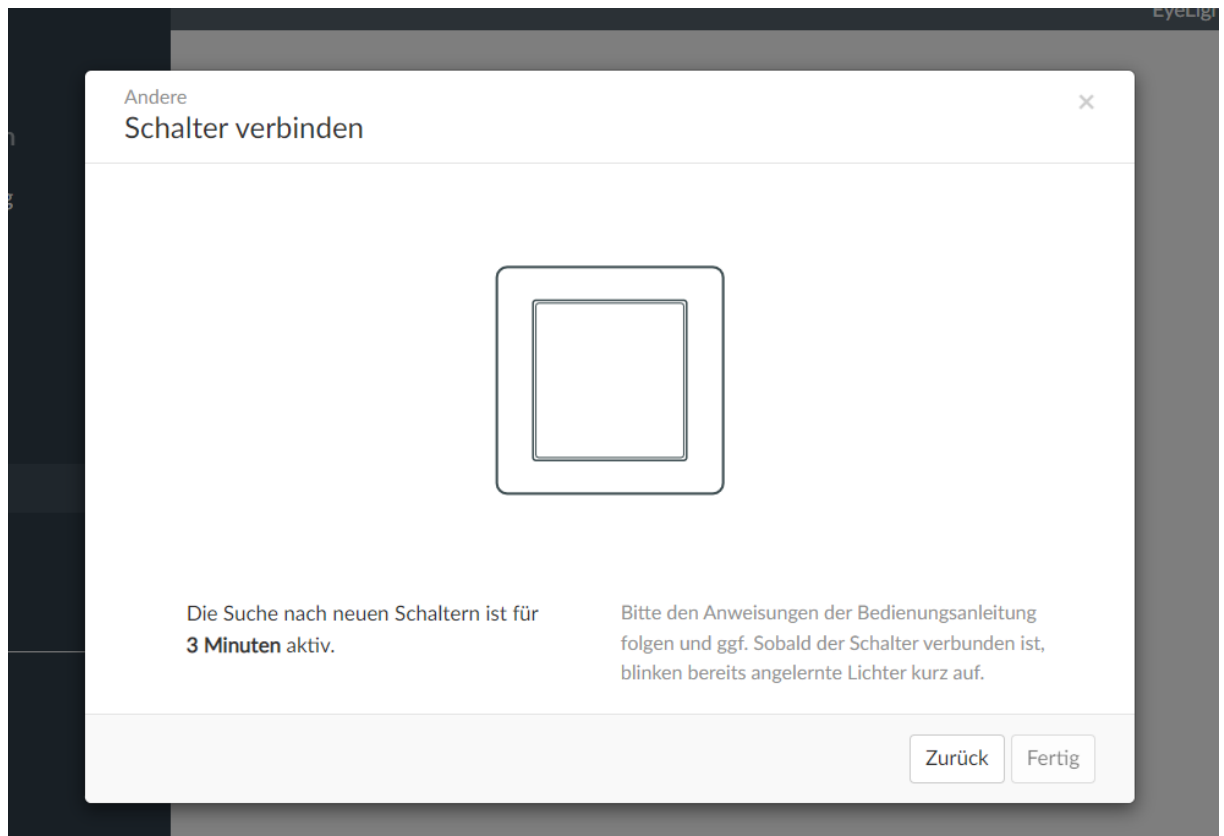 Andere
×
Schalter verbinden
Die Suche nach neuen Schaltern ist für
3 Minuten aktiv.
Bitte den Anweisungen der Bedienungsanleitung
folgen und ggf. Sobald der Schalter verbunden ist,
blinken bereits angelernte Lichter kurz auf.
Zurück
Fertig